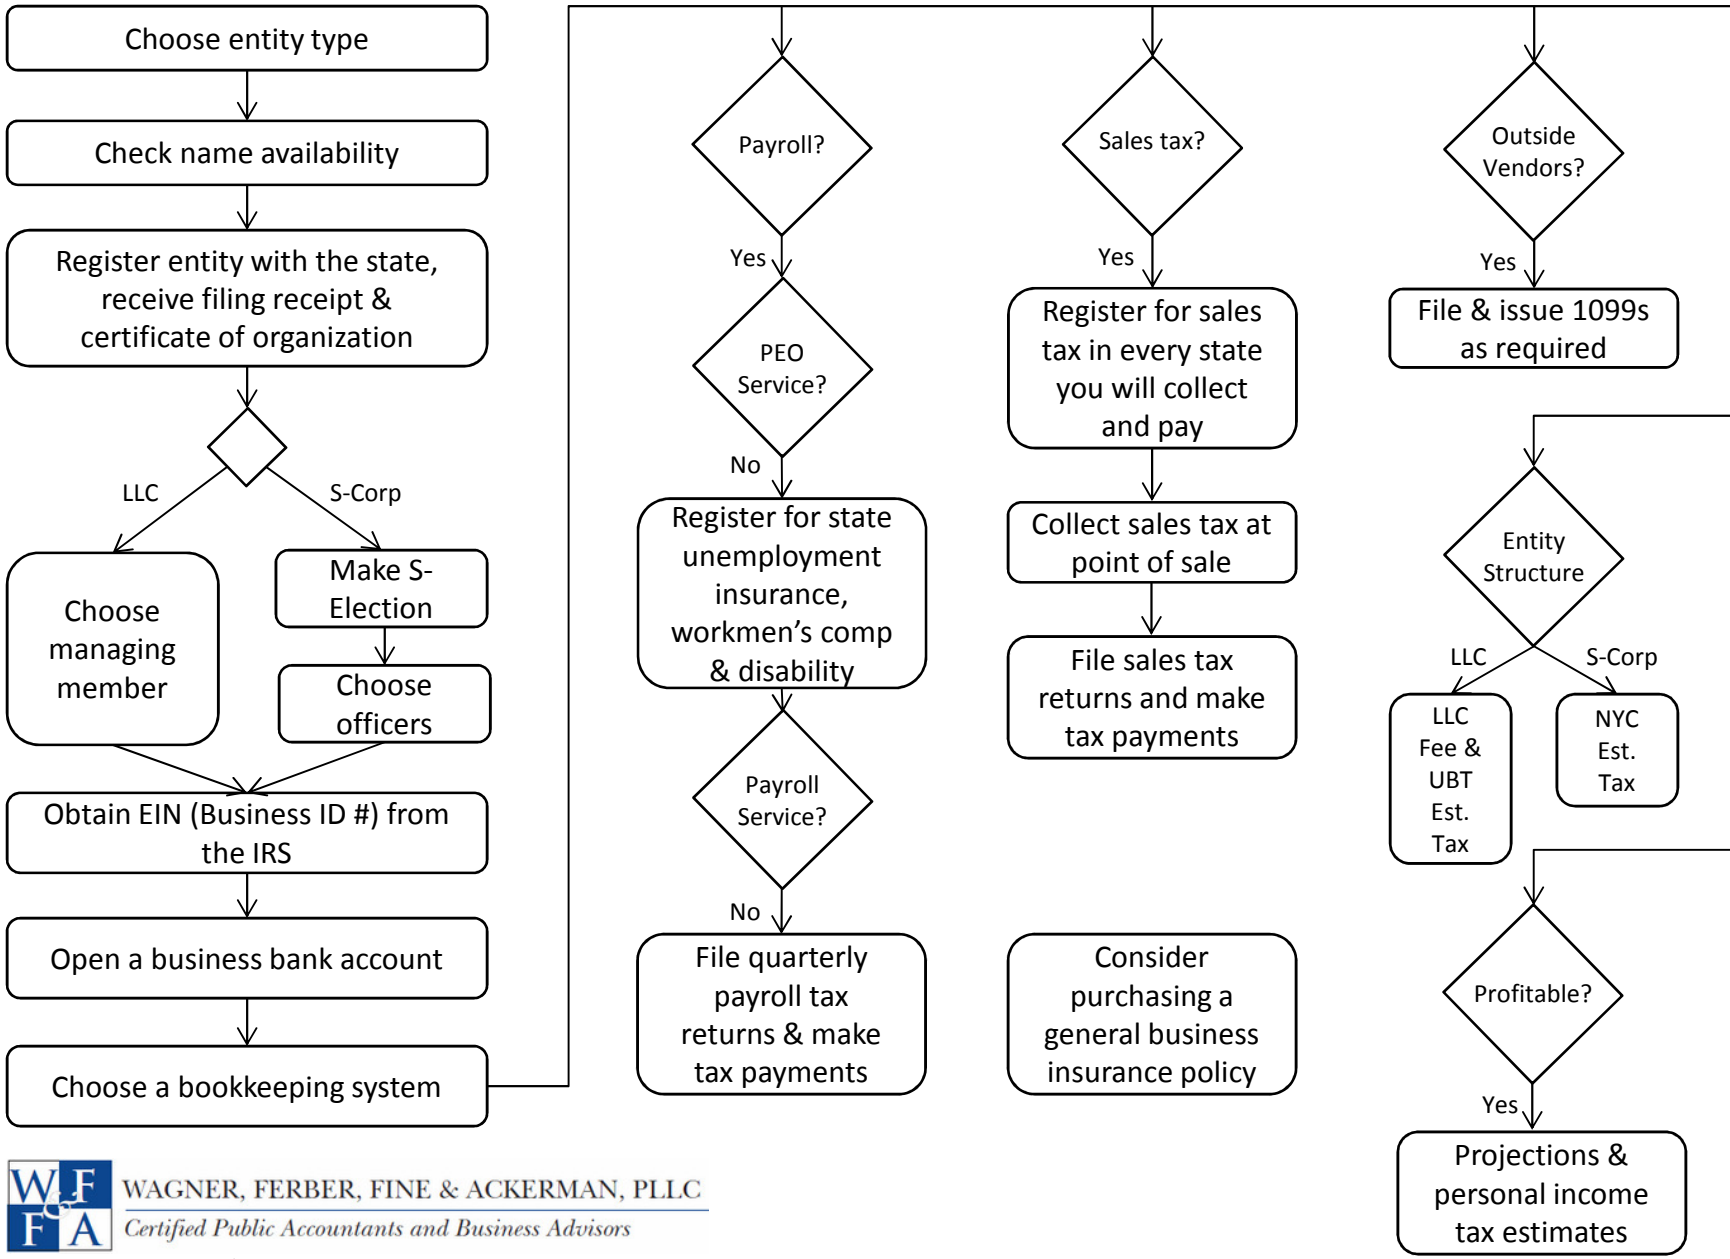 Choose entity type
Check name availability
Register entity with the state,
receive filing receipt &
certificate of organization
LLC
S-Corp
Choose
managing
member
Make S-
Election
Choose
officers
Obtain EIN (Business ID #) from
the IRS
Open a business bank account
Choose a bookkeeping system
Payroll?
Yes
PEO
Service?
No
Register for state
unemployment
insurance,
workmen’s comp
& disability
Payroll
Service?
No
File quarterly
payroll tax
returns & make
tax payments
Sales tax?
Yes
Register for sales
tax in every state
you will collect
and pay
Collect sales tax at
point of sale
File sales tax
returns and make
tax payments
Consider
purchasing a
general business
insurance policy
Outside
Vendors?
Yes
File & issue 1099s
as required
Entity
Structure
LLC
S-Corp
LLC
Fee &
UBT
Est.
Tax
NYC
Est.
Tax
Profitable?
Yes
Projections &
personal income
tax estimates
W F
&
F A
WAGNER, FERBER, FINE & ACKERMAN, PLLC
Certified Public Accountants and Business Advisors